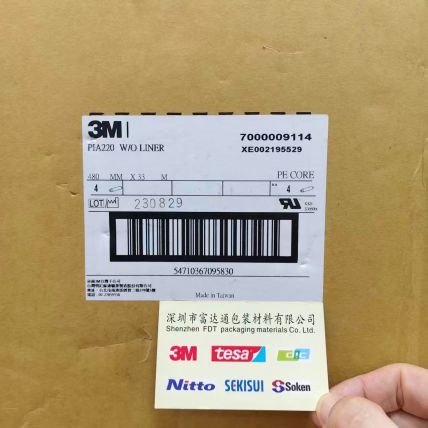 3M
7000009114
PIA220 W/O LINER
XE002195529
480 MM X 33 M
PE CORE
4
4
LOT 230829
54710367095830
Made in Taiwan
深圳市富达通包装材料有限公司
Shenzhen FDT packaging materials Co. Ltd.
3M tesa dic
Nitto SEKISUI Soken